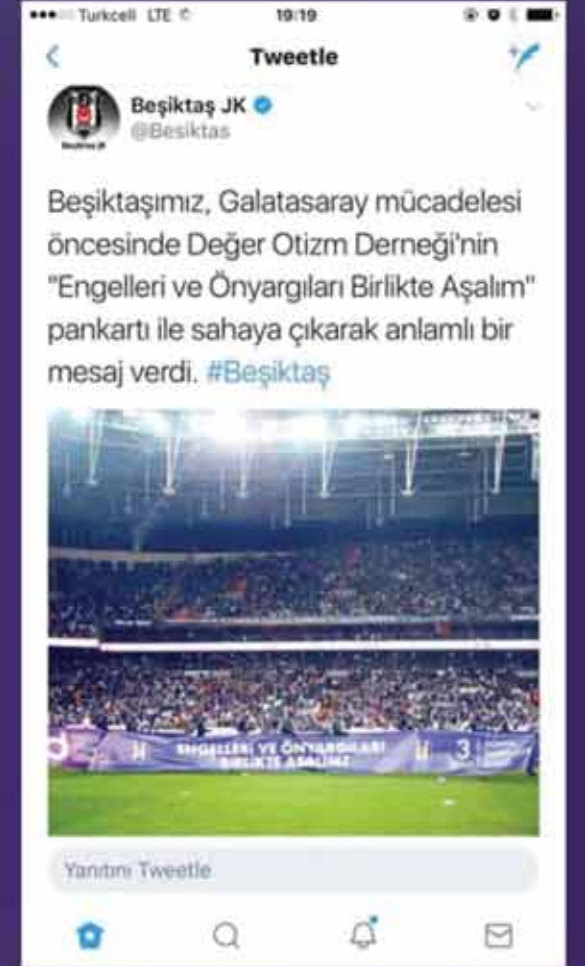 Turkcell LTE
19:19
Tweetle
Beşiktaş JK
@Besiktas
Beşiktaşımız, Galatasaray mücadelesi
öncesinde Değer Otizm Derneği'nin
"Engelleri ve Önyargıları Birlikte Aşalım"
pankartı ile sahaya çıkarak anlamlı bir
mesaj verdi. #Beşiktaş
ENGELLERİ VE ÖNYARGILARI
BİRLİKTE
3
Yanıtını Tweetle